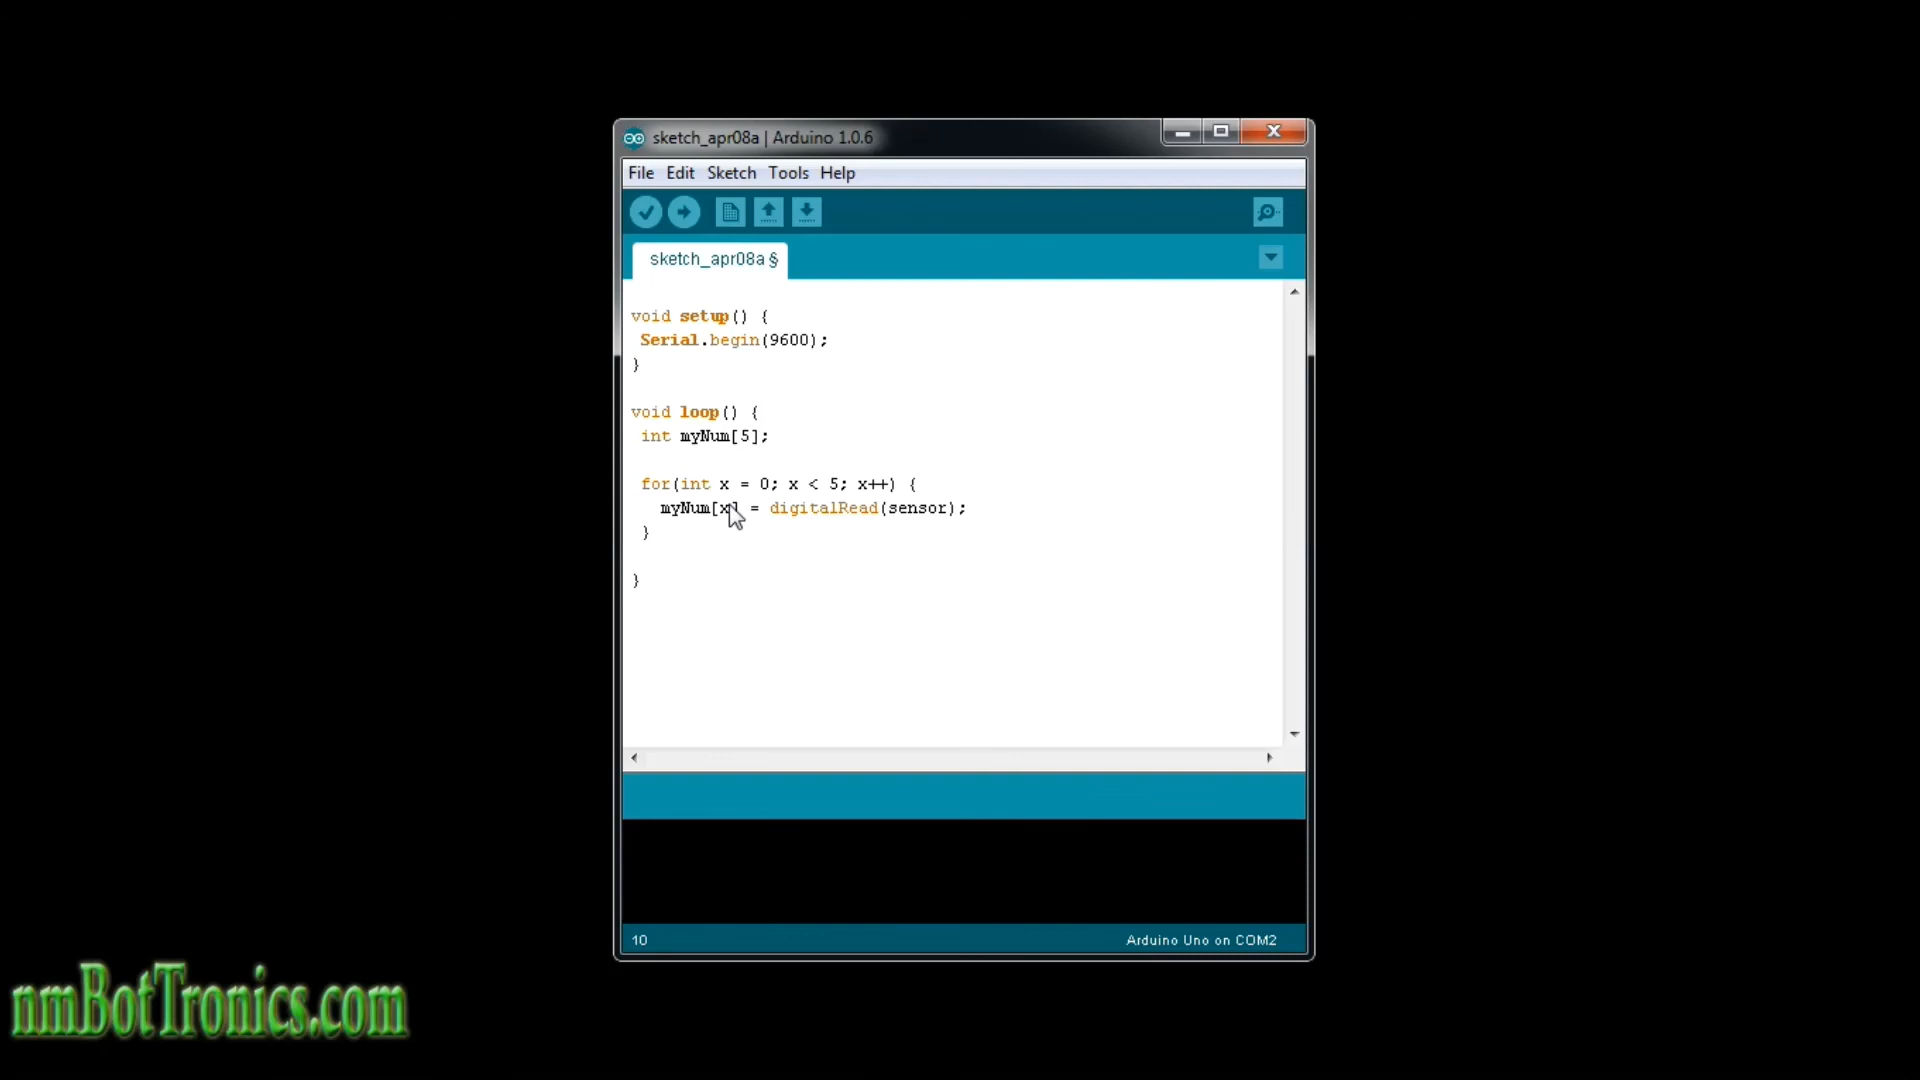 sketch_apr08a | Arduino 1.0.6
File Edit Sketch Tools Help
sketch_apr08a §
void setup() {
Serial.begin(9600);
}
void loop() {
int myNum[5];
for(int x = 0; x < 5; x++) {
myNum[x] = digitalRead(sensor);
}
}
10
Arduino Uno on COM2
nmBotTronics.com